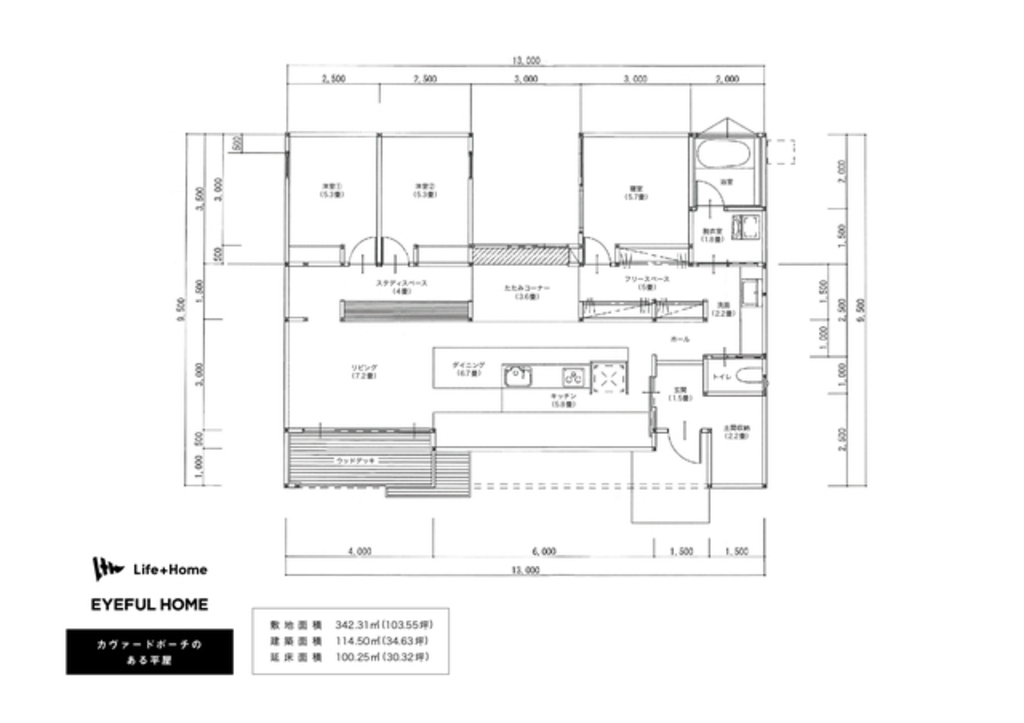 13,000
2,500 2,500 3,000 3,000 2,000
500
3,500
3,000
500
1,500
9,500
3,000
500
1,000
2,000
1,500
1,500
2,500
1,000
9,500
1,000
2,500
洋室①
(5.3畳)
洋室②
(5.3畳)
寝室
(5.7畳)
浴室
脱衣室
(1.8畳)
スタディスペース
(4畳)
たたみコーナー
(3.6畳)
フリースペース
(5畳)
洗面
(2.2畳)
ホール
リビング
(7.2畳)
ダイニング
(6.7畳)
キッチン
(5.8畳)
玄関
(1.5畳)
トイレ
土間収納
(2.2畳)
ウッドデッキ
4,000 6,000 1,500 1,500
13,000
Life+Home
EYEFUL HOME
カヴァードポーチの
ある平屋
敷地面積 342.31㎡(103.55坪)
建築面積 114.50㎡(34.63坪)
延床面積 100.25㎡(30.32坪)